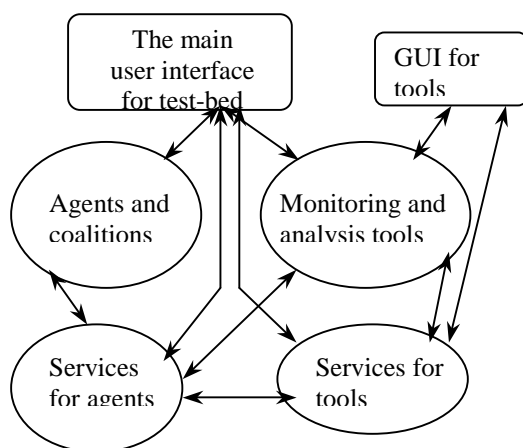 The main
user interface
for test-bed
GUI for
tools
Agents and
coalitions
Monitoring and
analysis tools
Services
for agents
Services for
tools